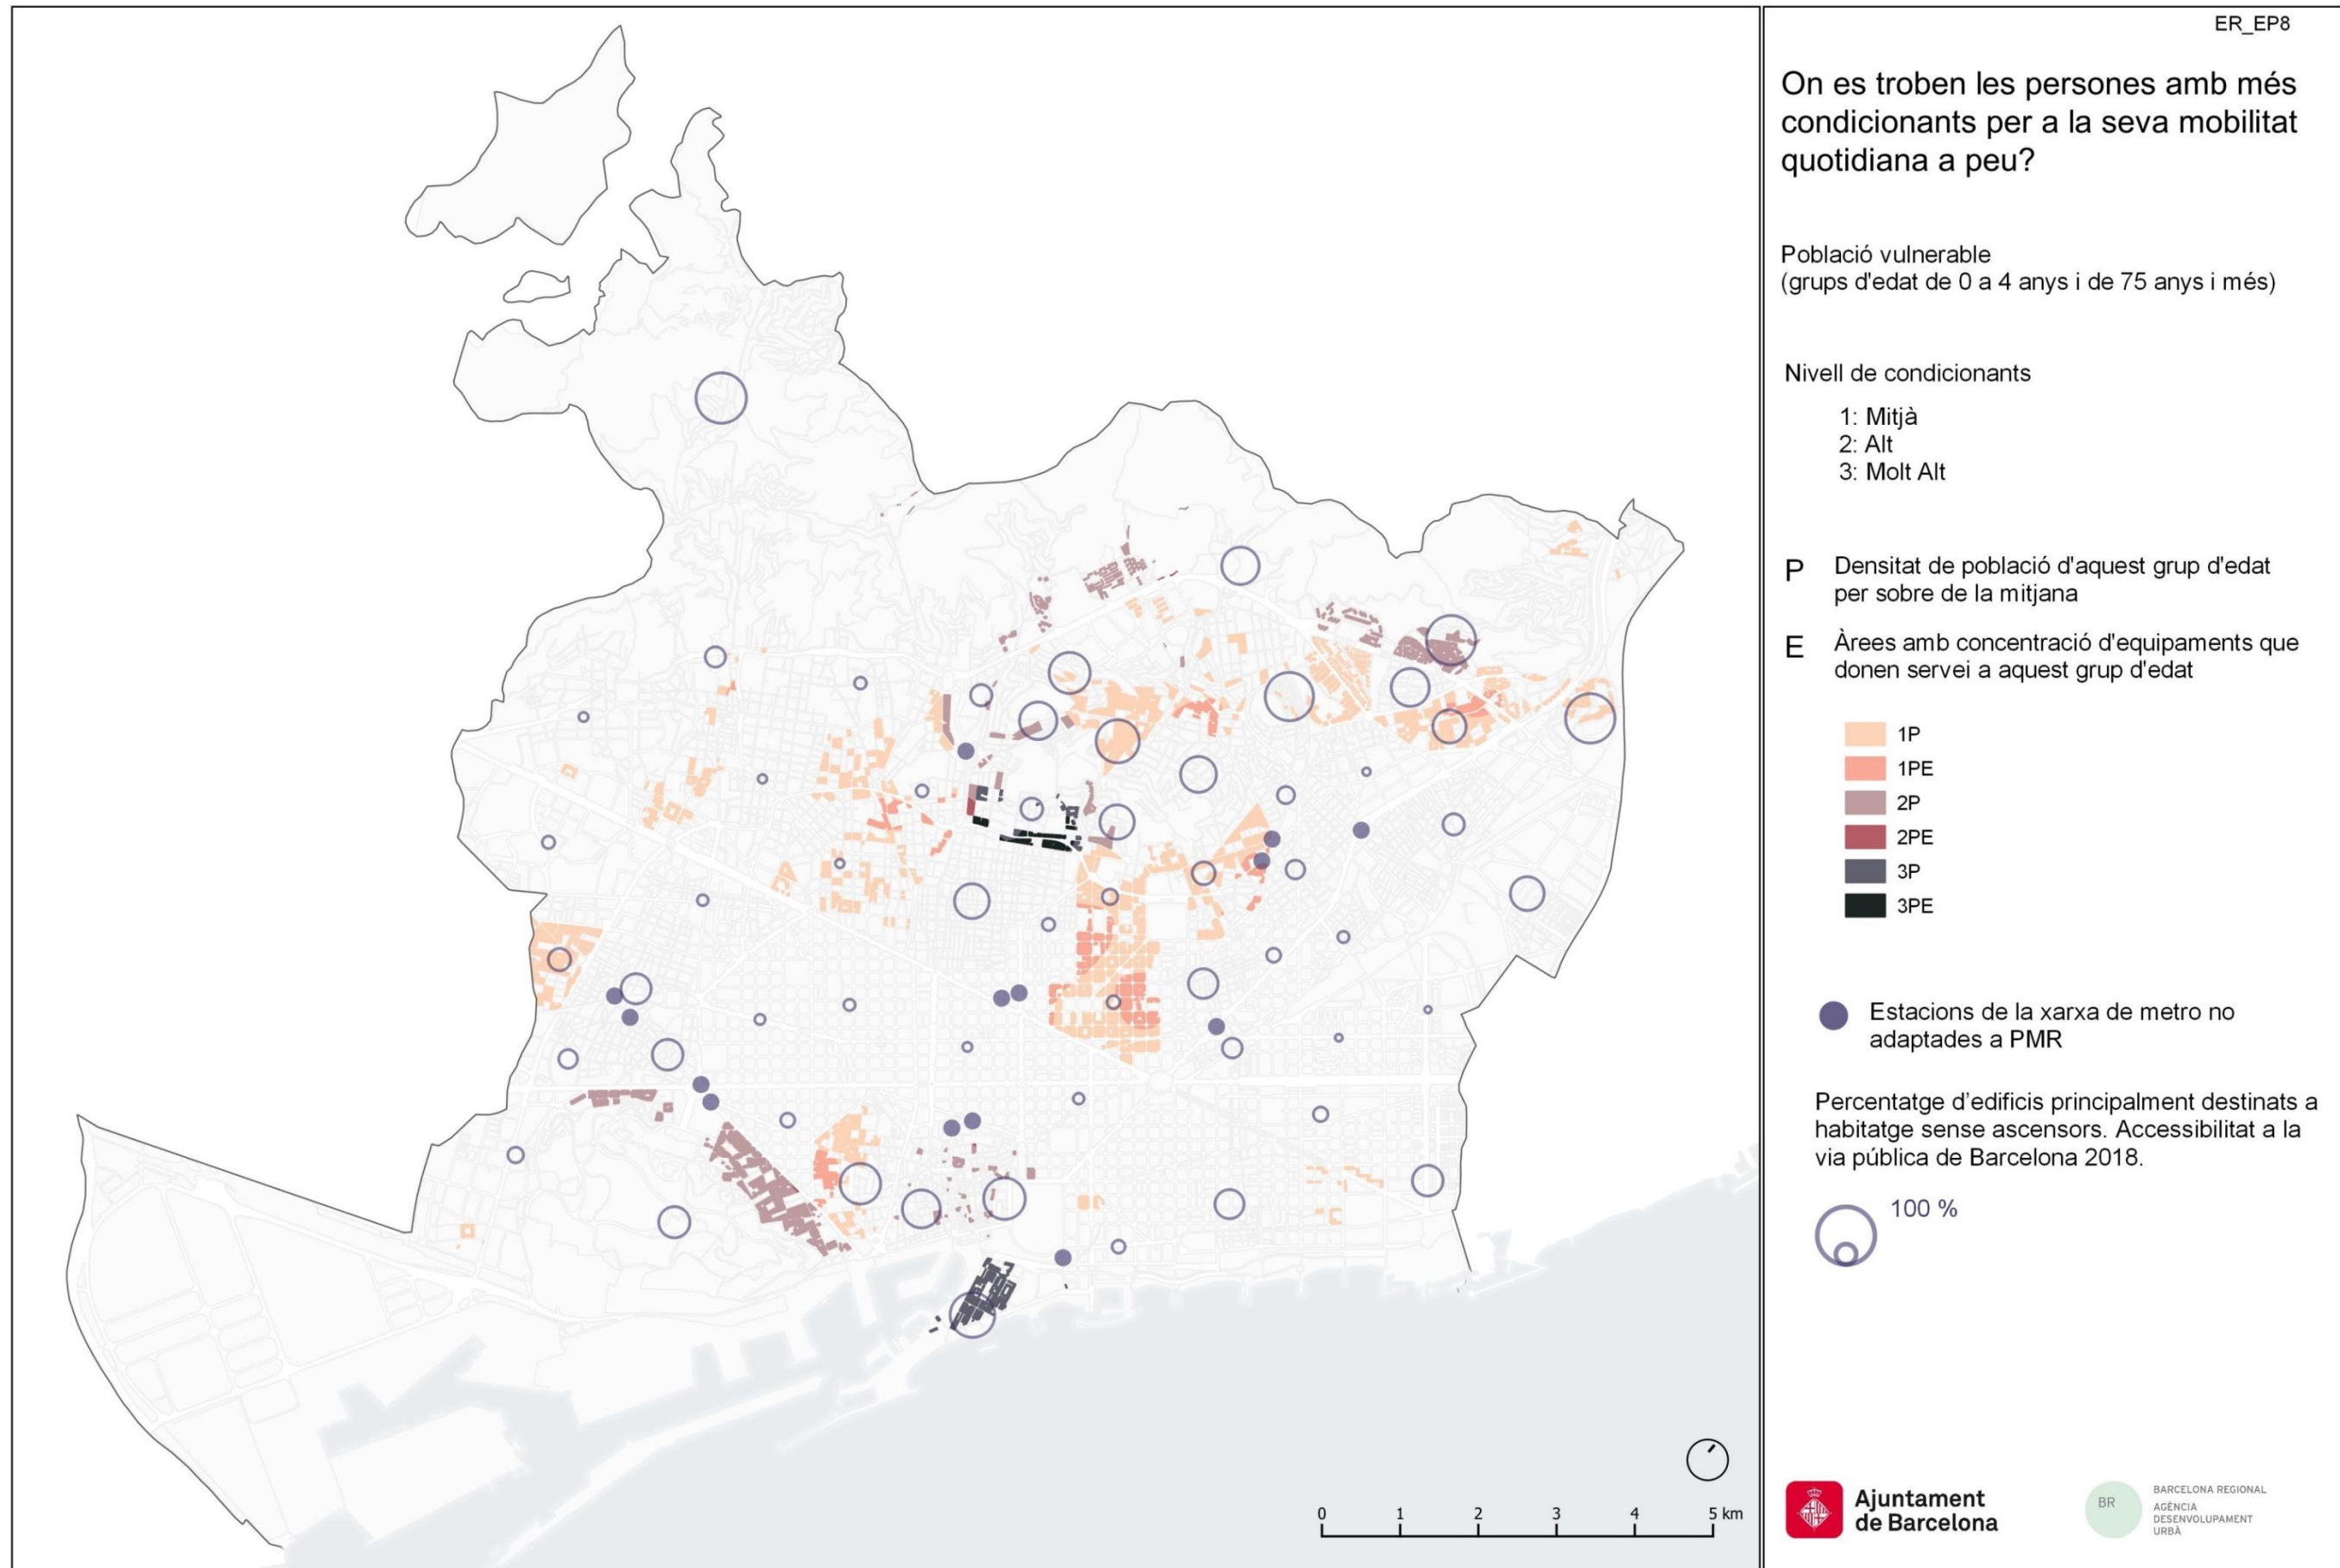 ER_EP8
On es troben les persones amb més
condicionants per a la seva mobilitat
quotidiana a peu?
Població vulnerable
(grups d'edat de 0 a 4 anys i de 75 anys i més)
Nivell de condicionants
1: Mitjà
2: Alt
3: Molt Alt
P Densitat de població d'aquest grup d'edat
per sobre de la mitjana
E Àrees amb concentració d'equipaments que
donen servei a aquest grup d'edat
1P
1PE
2P
2PE
3P
3PE
Estacions de la xarxa de metro no
adaptades a PMR
Percentatge d’edificis principalment destinats a
habitatge sense ascensors. Accessibilitat a la
via pública de Barcelona 2018.
100 %
0 1 2 3 4 5 km
Ajuntament
de Barcelona
BR
BARCELONA REGIONAL
AGÈNCIA
DESENVOLUPAMENT
URBÀ